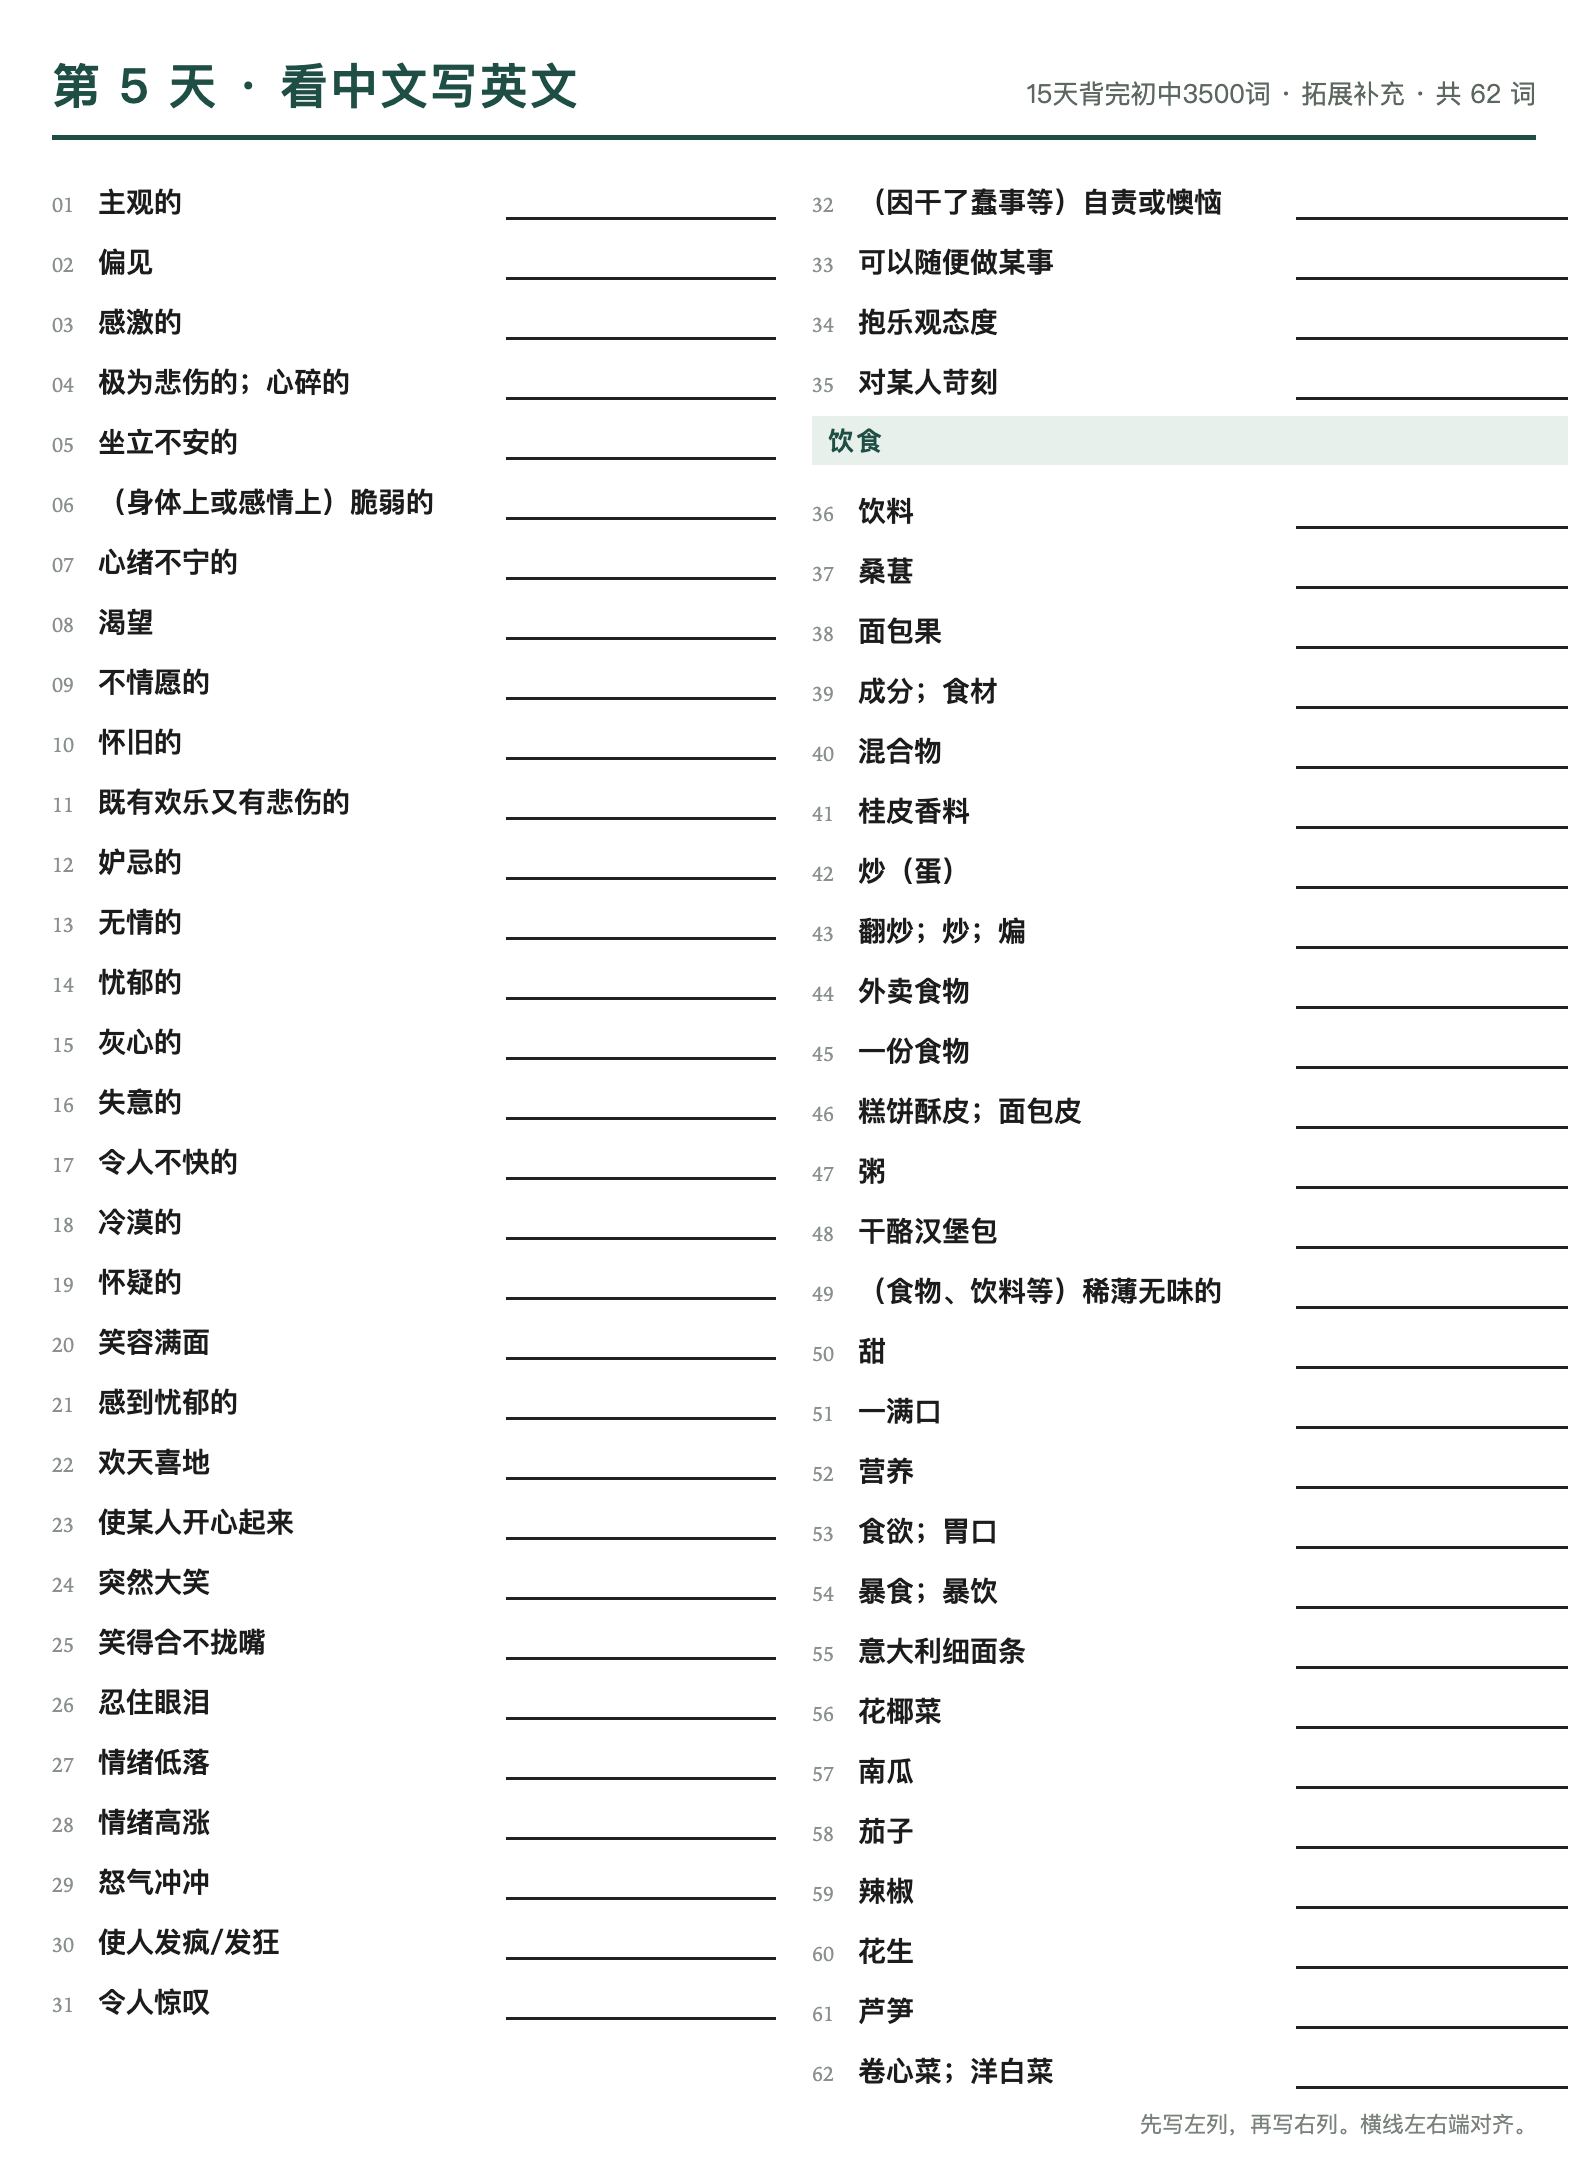 第 5 天 · 看中文写英文
15天背完初中3500词 · 拓展补充 · 共 62 词
01 主观的
02 偏见
03 感激的
04 极为悲伤的；心碎的
05 坐立不安的
06 （身体上或感情上）脆弱的
07 心绪不宁的
08 渴望
09 不情愿的
10 怀旧的
11 既有欢乐又有悲伤的
12 妒忌的
13 无情的
14 忧郁的
15 灰心的
16 失意的
17 令人不快的
18 冷漠的
19 怀疑的
20 笑容满面
21 感到忧郁的
22 欢天喜地
23 使某人开心起来
24 突然大笑
25 笑得合不拢嘴
26 忍住眼泪
27 情绪低落
28 情绪高涨
29 怒气冲冲
30 使人发疯/发狂
31 令人惊叹
32 （因干了蠢事等）自责或懊恼
33 可以随便做某事
34 抱乐观态度
35 对某人苛刻
饮食
36 饮料
37 桑葚
38 面包果
39 成分；食材
40 混合物
41 桂皮香料
42 炒（蛋）
43 翻炒；炒；煸
44 外卖食物
45 一份食物
46 糕饼酥皮；面包皮
47 粥
48 干酪汉堡包
49 （食物、饮料等）稀薄无味的
50 甜
51 一满口
52 营养
53 食欲；胃口
54 暴食；暴饮
55 意大利细面条
56 花椰菜
57 南瓜
58 茄子
59 辣椒
60 花生
61 芦笋
62 卷心菜；洋白菜
先写左列，再写右列。横线左右端对齐。